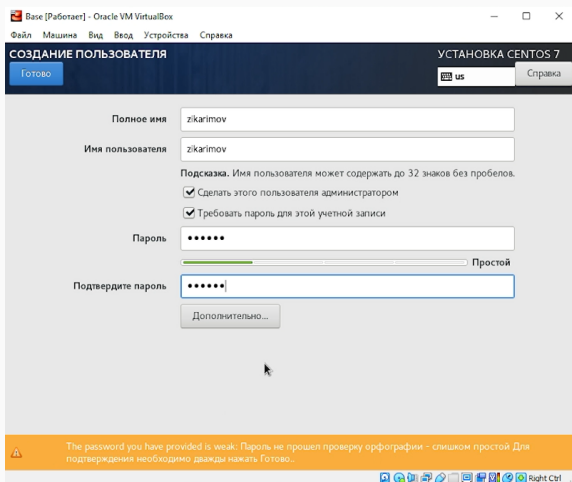 Base [Работает] - Oracle VM VirtualBox
Файл Машина Вид Ввод Устройства Справка
СОЗДАНИЕ ПОЛЬЗОВАТЕЛЯ
УСТАНОВКА CENTOS 7
Готово
us
Справка
Полное имя
zikarimov
Имя пользователя
zikarimov
Подсказка. Имя пользователя может содержать до 32 знаков без пробелов.
Сделать этого пользователя администратором
Требовать пароль для этой учетной записи
Пароль
••••••
Простой
Подтвердите пароль
••••••
Дополнительно...
The password you have provided is weak: Пароль не прошел проверку орфографии – слишком простой Для
подтверждения необходимо дважды нажать Готово..
Right Ctrl